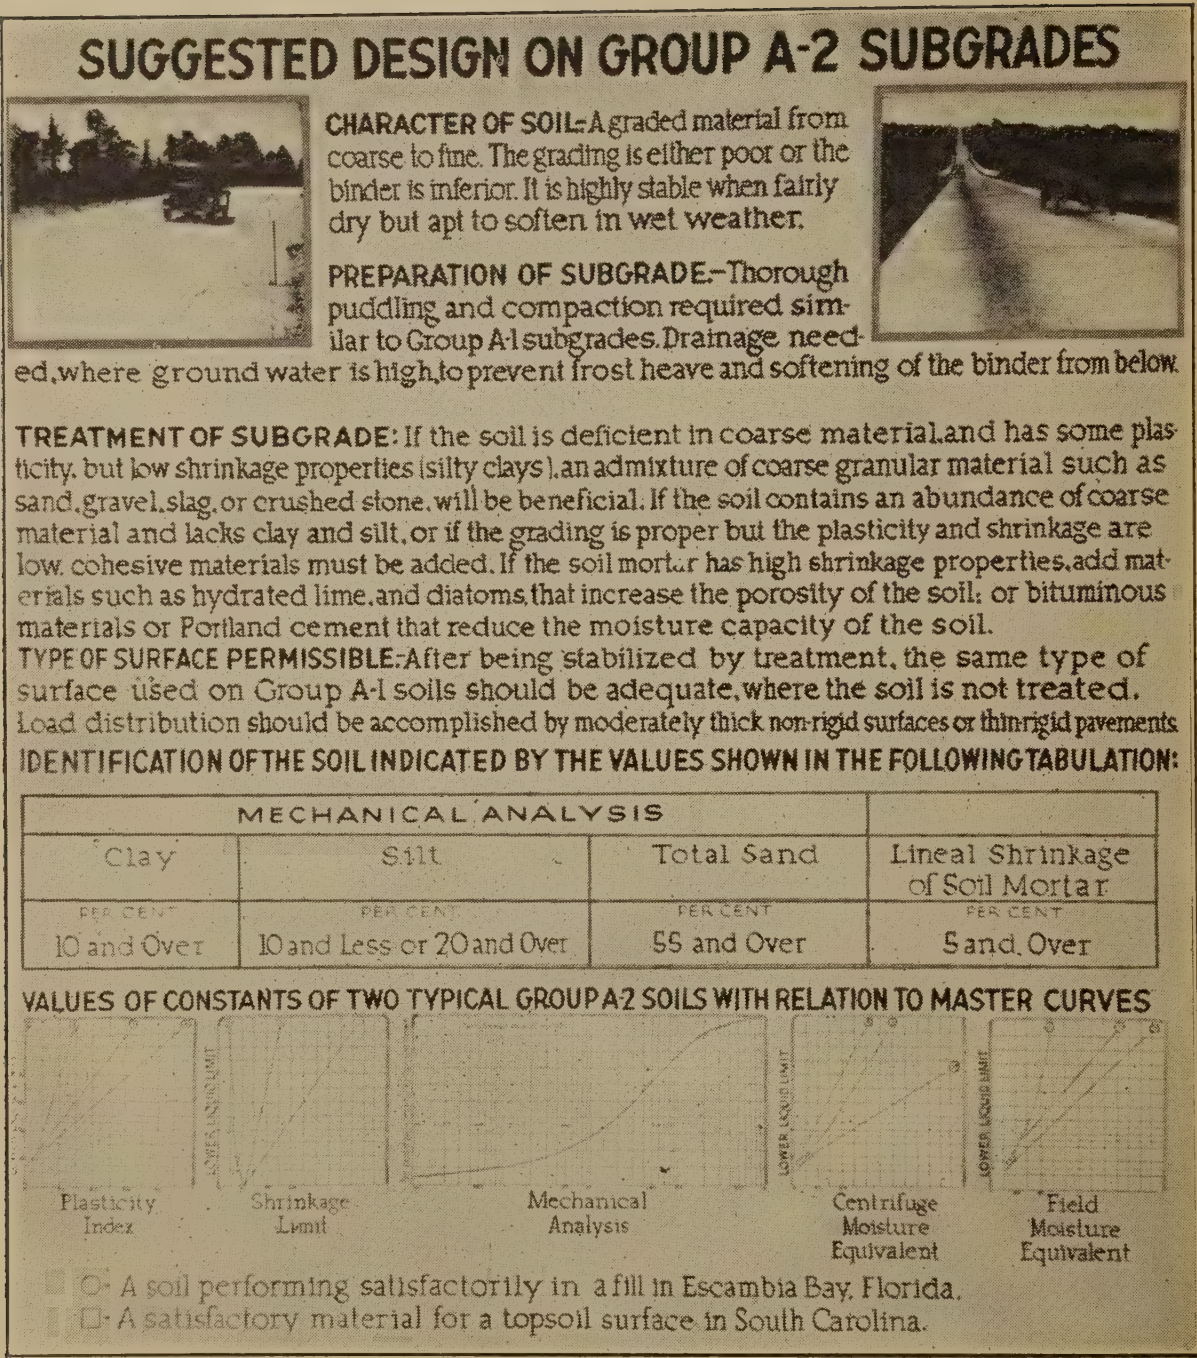 SUGGESTED DESIGN ON GROUP A-2 SUBGRADES
CHARACTER OF SOIL:-A graded material from
coarse to fine. The grading is either poor or the
binder is inferior. It is highly stable when fairly
dry but apt to soften in wet weather.
PREPARATION OF SUBGRADE:-Thorough
puddling and compaction required sim-
ilar to Group A-1 subgrades. Drainage need-
ed, where ground water is high, to prevent frost heave and softening of the binder from below.
TREATMENT OF SUBGRADE: If the soil is deficient in coarse material, and has some plas-
ticity, but low shrinkage properties (silty clays), an admixture of coarse granular material such as
sand, gravel, slag, or crushed stone, will be beneficial. If the soil contains an abundance of coarse
material and lacks clay and silt, or if the grading is proper but the plasticity and shrinkage are
low, cohesive materials must be added. If the soil mortar has high shrinkage properties, add mat-
erials such as hydrated lime, and diatoms, that increase the porosity of the soil; or bituminous
materials or Portland cement that reduce the moisture capacity of the soil.
TYPE OF SURFACE PERMISSIBLE:-After being stabilized by treatment, the same type of
surface used on Group A-1 soils should be adequate, where the soil is not treated.
Load distribution should be accomplished by moderately thick non-rigid surfaces or thin rigid pavements.
IDENTIFICATION OF THE SOIL INDICATED BY THE VALUES SHOWN IN THE FOLLOWING TABULATION:
MECHANICAL ANALYSIS
Clay Silt Total Sand Lineal Shrinkage
of Soil Mortar
PER CENT PER CENT PER CENT PER CENT
10 and Over 10 and Less or 20 and Over 55 and Over 5 and Over
VALUES OF CONSTANTS OF TWO TYPICAL GROUP A-2 SOILS WITH RELATION TO MASTER CURVES
LOWER LIQUID LIMIT
LOWER LIQUID LIMIT
LOWER LIQUID LIMIT
Plasticity
Index
Shrinkage
Limit
Mechanical
Analysis
Centrifuge
Moisture
Equivalent
Field
Moisture
Equivalent
O- A soil performing satisfactorily in a fill in Escambia Bay, Florida.
□- A satisfactory material for a topsoil surface in South Carolina.